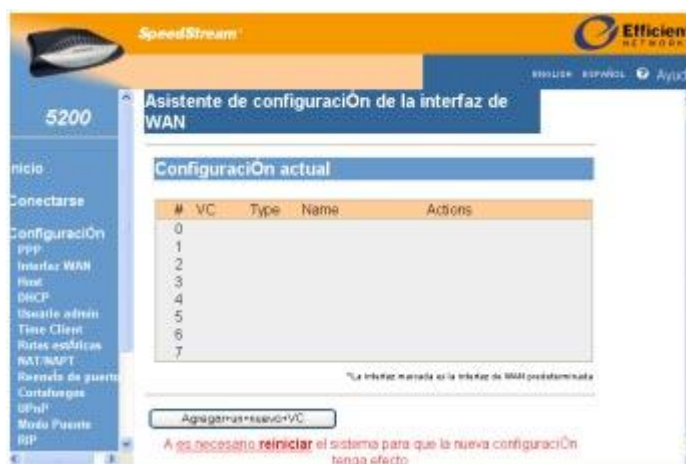 SpeedStream
Efficien
NETWORK
ENGLISH ESPAÑOL Ayud
5200
Asistente de configuraciÓn de la interfaz de
WAN
nicio
Conectarse
ConfiguraciÓn
PPP
Interfaz WAN
Host
DHCP
Usuario admin
Time Client
Rutas estáticas
NAT/NAPT
Reenvío de puerto
Cortafuegos
UPnP
Modo Puente
RIP
ConfiguraciÓn actual
# VC Type Name Actions
0
1
2
3
4
5
6
7
*La interfaz marcada es la interfaz de WAN predeterminada
Agregar+un+nuevo+VC
A es necesario reiniciar el sistema para que la nueva configuraciÓn
tenga efecto